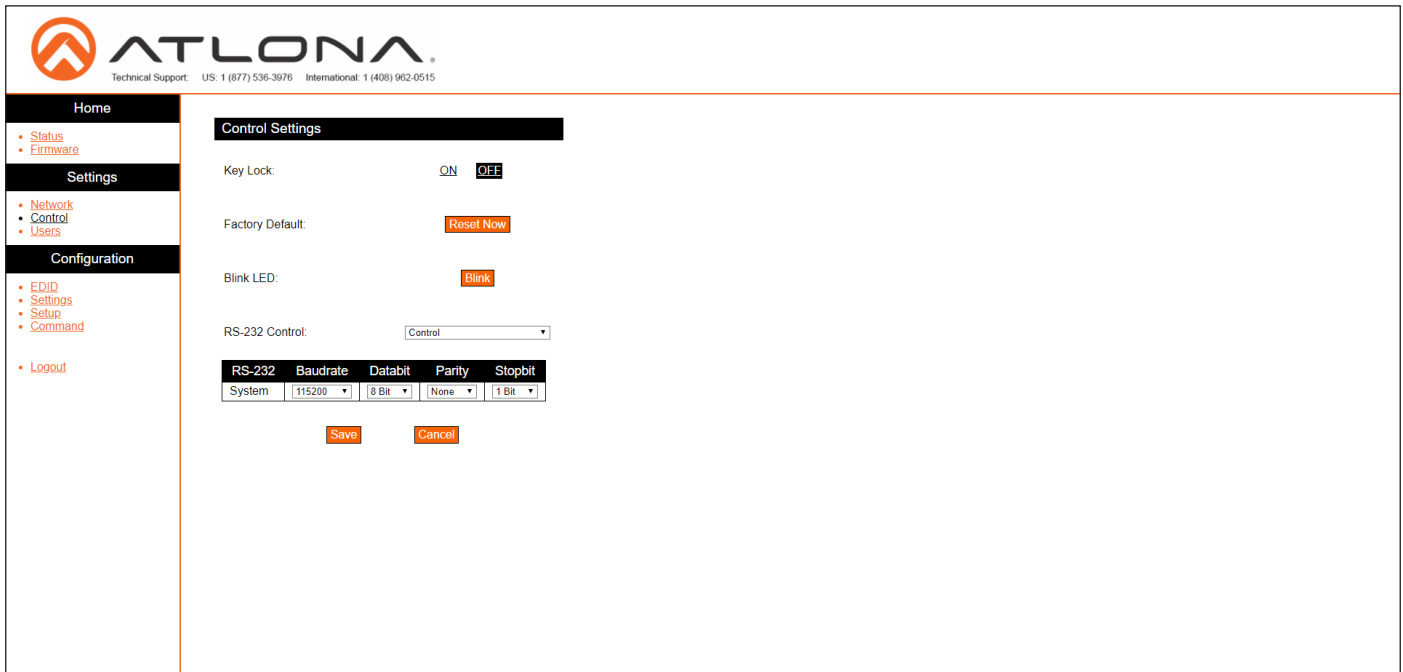 ATLONA.
Technical Support: US: 1 (877) 536-3976 International: 1 (408) 962-0515
Home
Status
Firmware
Settings
Network
Control
Users
Configuration
EDID
Settings
Setup
Command
Logout
Control Settings
Key Lock: ON OFF
Factory Default: Reset Now
Blink LED: Blink
RS-232 Control: Control
RS-232 Baudrate Databit Parity Stopbit
System 115200 8 Bit None 1 Bit
Save Cancel